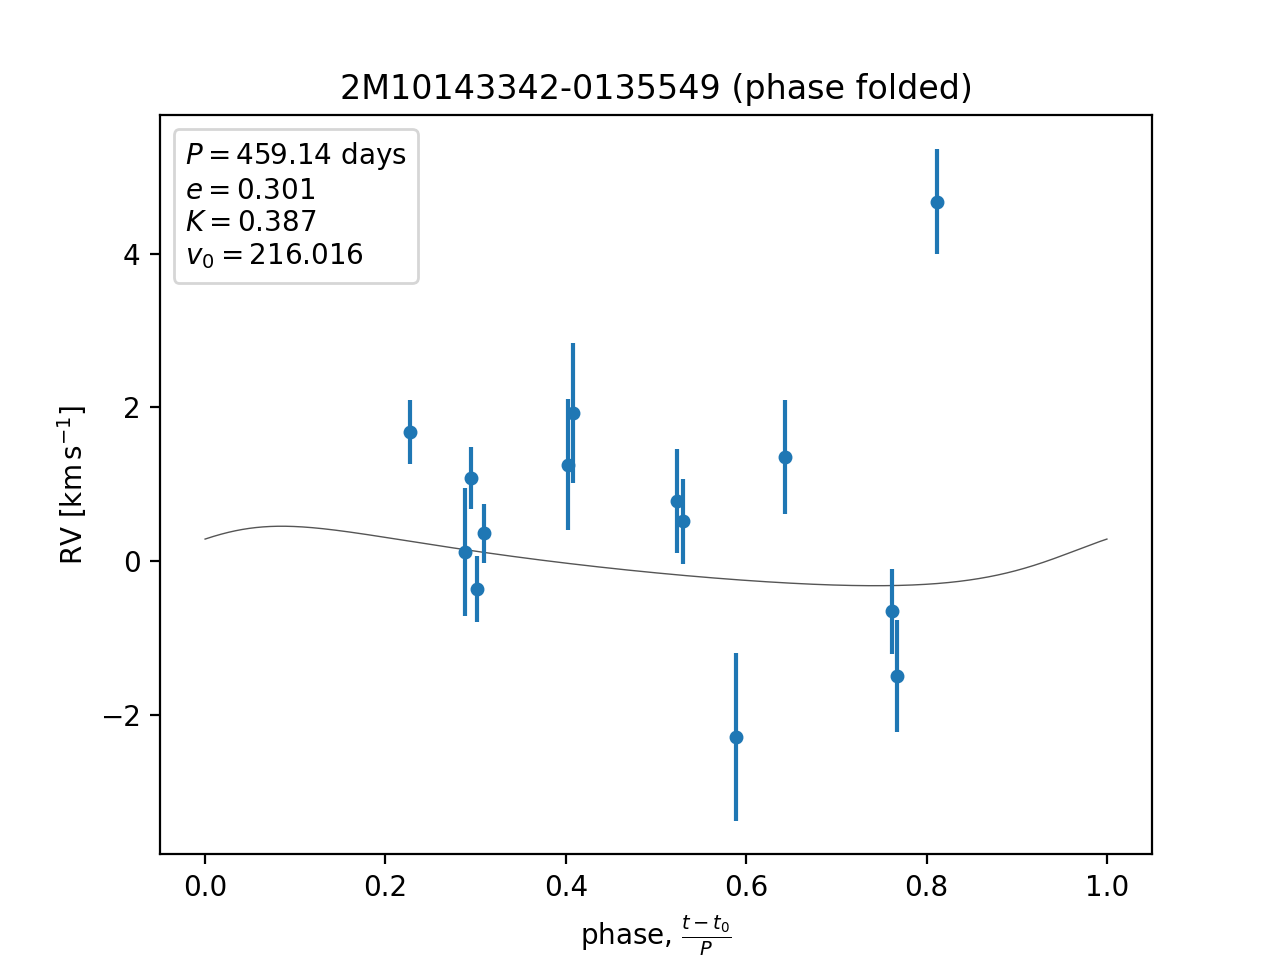 2M10143342-0135549 (phase folded)
P = 459.14 days
e = 0.301
K = 0.387
v₀ = 216.016
4
2
0
−2
RV [km s⁻¹]
0.0 0.2 0.4 0.6 0.8 1.0
phase, (t − t₀)/P